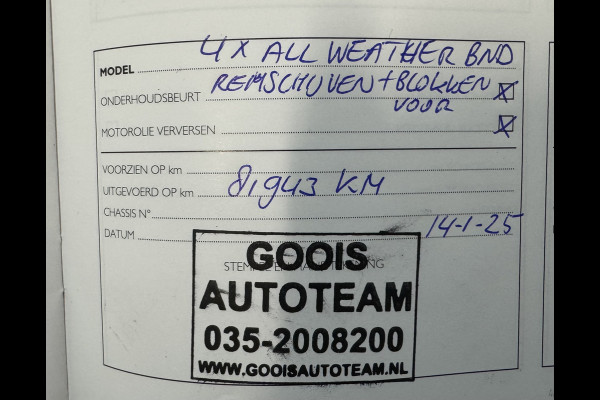 4 x ALL WEATHER BND
MODEL
REMSCHIJVEN + BLOKKEN
ONDERHOUDSBEURT
VOOR
MOTOROLIE VERVERSEN
VOORZIEN OP km
UITGEVOERD OP km 81943 KM
CHASSIS N°
DATUM 14-1-25
GOOIS
AUTOTEAM
035-2008200
WWW.GOOISAUTOTEAM.NL